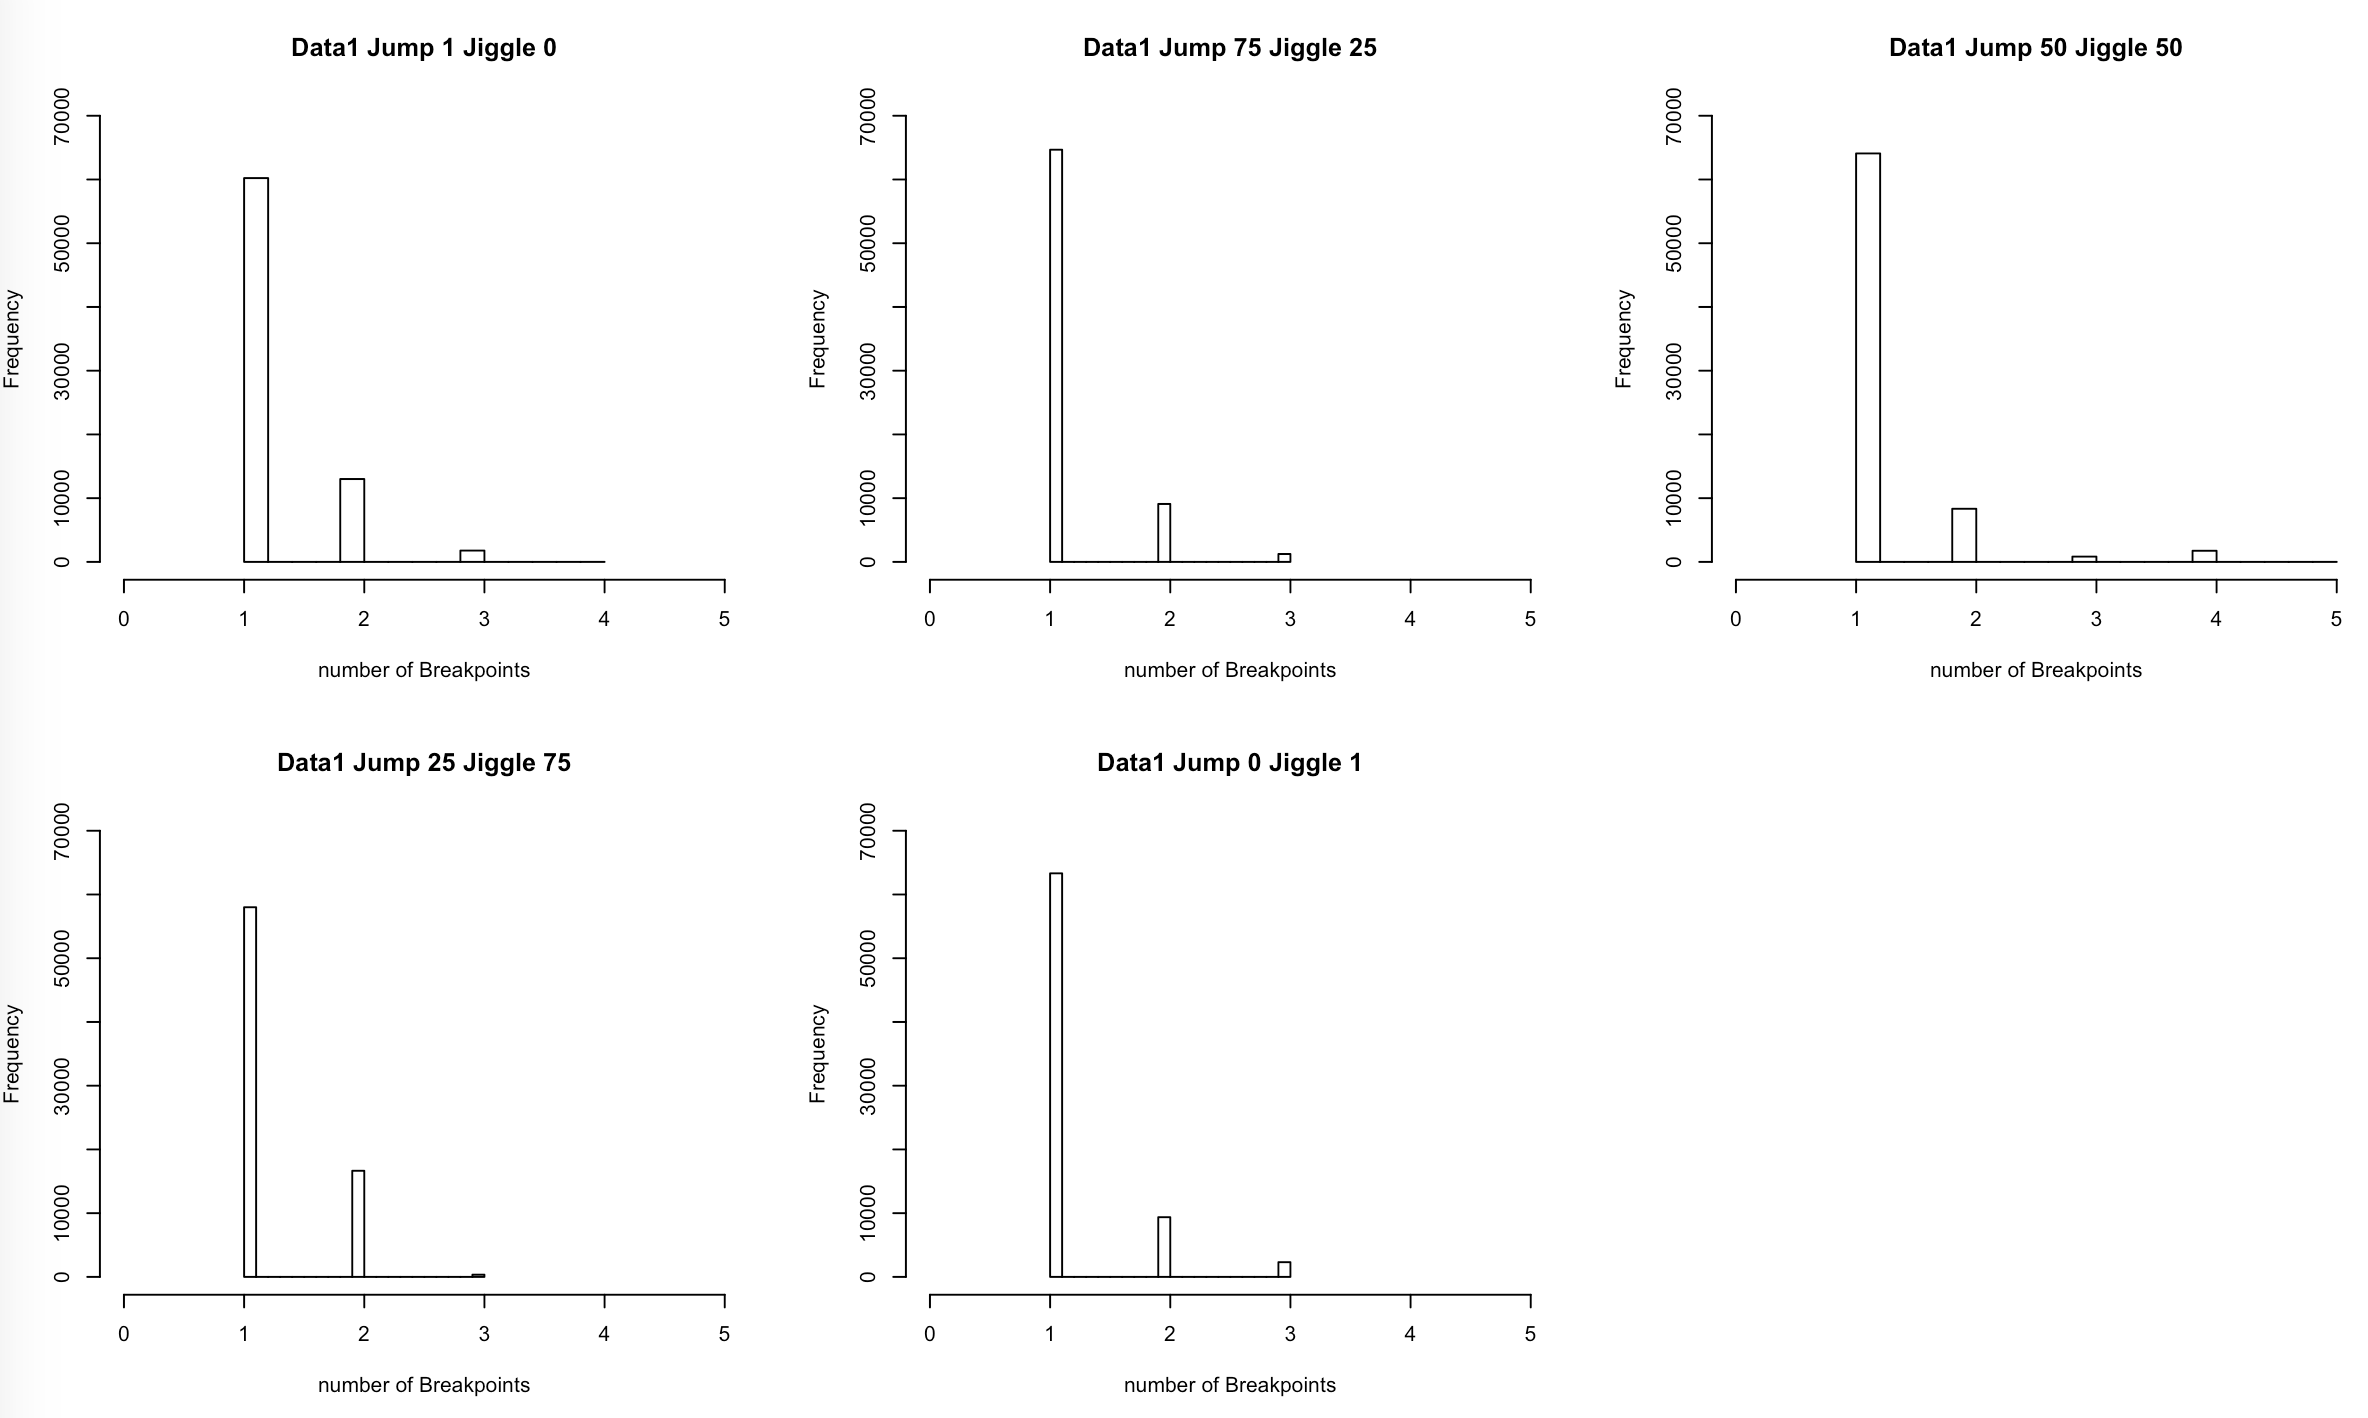 Data1 Jump 1 Jiggle 0
Frequency
70000
50000
30000
10000
0
0 1 2 3 4 5
number of Breakpoints
Data1 Jump 75 Jiggle 25
Frequency
70000
50000
30000
10000
0
0 1 2 3 4 5
number of Breakpoints
Data1 Jump 50 Jiggle 50
Frequency
70000
50000
30000
10000
0
0 1 2 3 4 5
number of Breakpoints
Data1 Jump 25 Jiggle 75
Frequency
70000
50000
30000
10000
0
0 1 2 3 4 5
number of Breakpoints
Data1 Jump 0 Jiggle 1
Frequency
70000
50000
30000
10000
0
0 1 2 3 4 5
number of Breakpoints